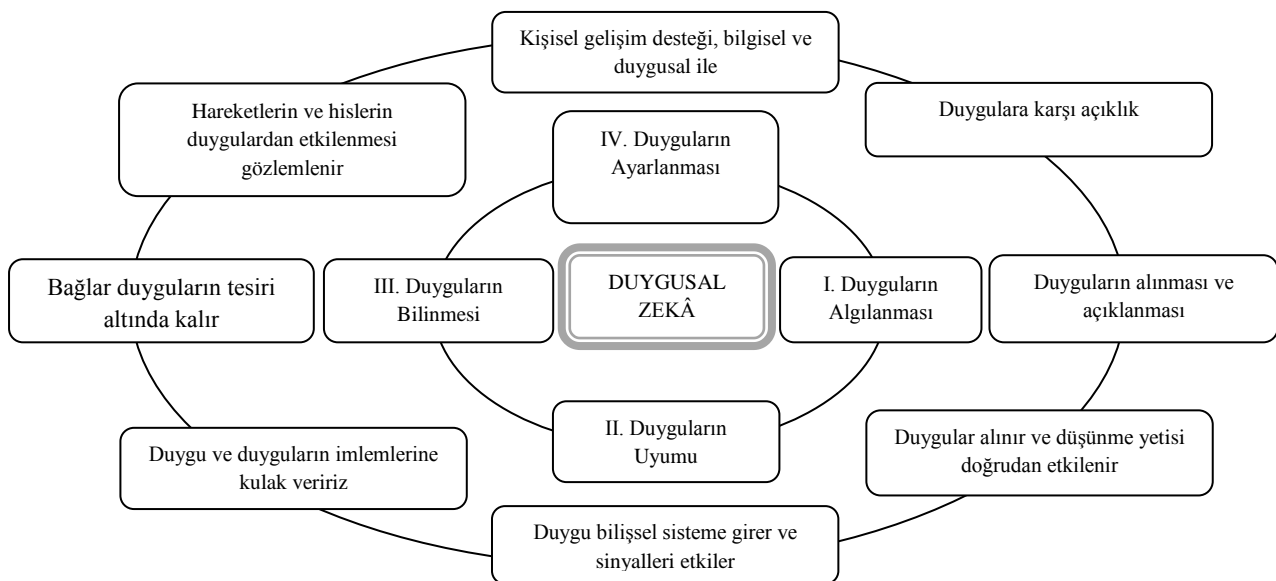 Kişisel gelişim desteği, bilgisel ve
duygusal ile
Hareketlerin ve hislerin
duygulardan etkilenmesi
gözlemlenir
Duygulara karşı açıklık
IV. Duyguların
Ayarlanması
Bağlar duyguların tesiri
altında kalır
III. Duyguların
Bilinmesi
DUYGUSAL
ZEKÂ
I. Duyguların
Algılanması
Duyguların alınması ve
açıklanması
II. Duyguların
Uyumu
Duygu ve duyguların imlemlerine
kulak veririz
Duygular alınır ve düşünme yetisi
doğrudan etkilenir
Duygu bilişsel sisteme girer ve
sinyalleri etkiler